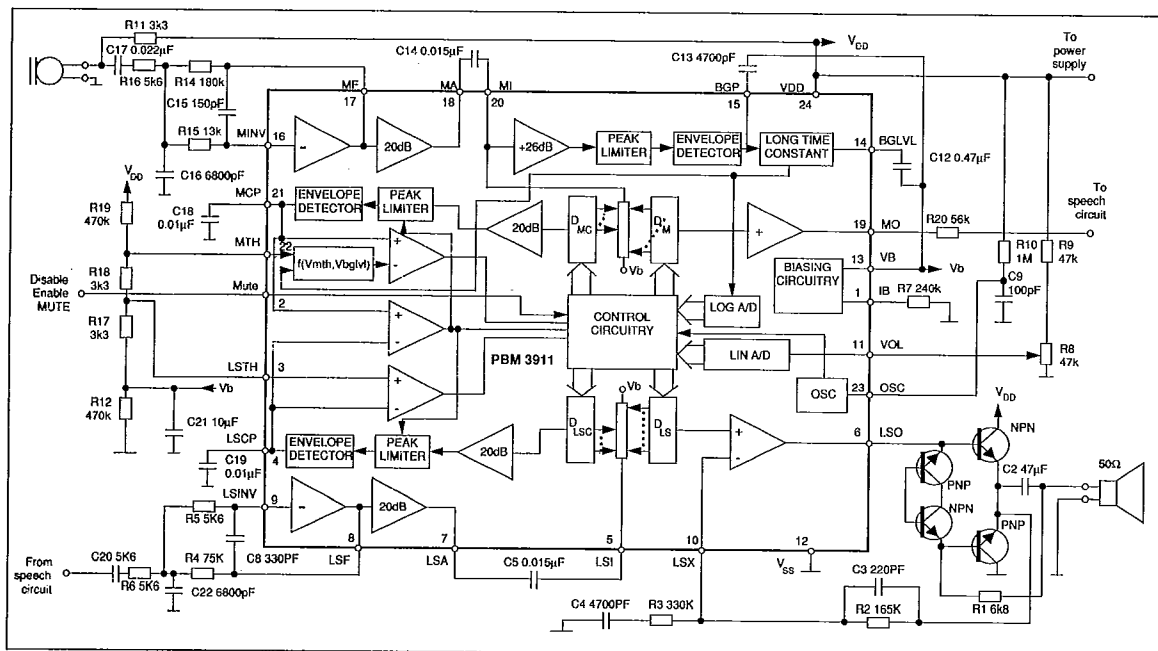 R11 3k3
C17 0.022µF
R16 5k6
R14 180k
C15 150pF
R15 13k
C16 6800pF
C14 0.015µF
C13 4700pF
VDD
To power supply
MF
17
MA
18
MI
20
BGP
15
VDD
24
MINV
16
-
20dB
+26dB
PEAK LIMITER
ENVELOPE DETECTOR
LONG TIME CONSTANT
14
BGLVL
C12 0.47µF
VDD
R19 470k
MCP
21
C18 0.01µF
ENVELOPE DETECTOR
PEAK LIMITER
20dB
DMC
Vb
+
19
MO
R20 56k
To speech circuit
MTH
22
f(Vmth,Vbglvl)
+
-
R18 3k3
Disable
Enable
MUTE
Mute
BIASING CIRCUITRY
13
VB
Vb
1
IB
R7 240k
R10 1M
R9 47k
C9 100pF
R17 3k3
2
+
-
CONTROL CIRCUITRY
LOG A/D
PBM 3911
LIN A/D
11
VOL
R8 47k
LSTH
3
+
-
OSC
23
OSC
Vb
R12 470k
C21 10µF
Vb
DLSC
DLS
LSCP
4
C19 0.01µF
ENVELOPE DETECTOR
PEAK LIMITER
20dB
+
-
6
LSO
VDD
NPN
PNP
NPN
PNP
C2 47µF
50Ω
LSINV
9
R5 5K6
-
20dB
C20 5K6
R6 5K6
R4 75K
C8 330PF
C22 6800pF
From speech circuit
8
LSF
7
LSA
C5 0.015µF
5
LSI
10
LSX
12
VSS
C4 4700PF
R3 330K
C3 220PF
R2 165K
R1 6k8